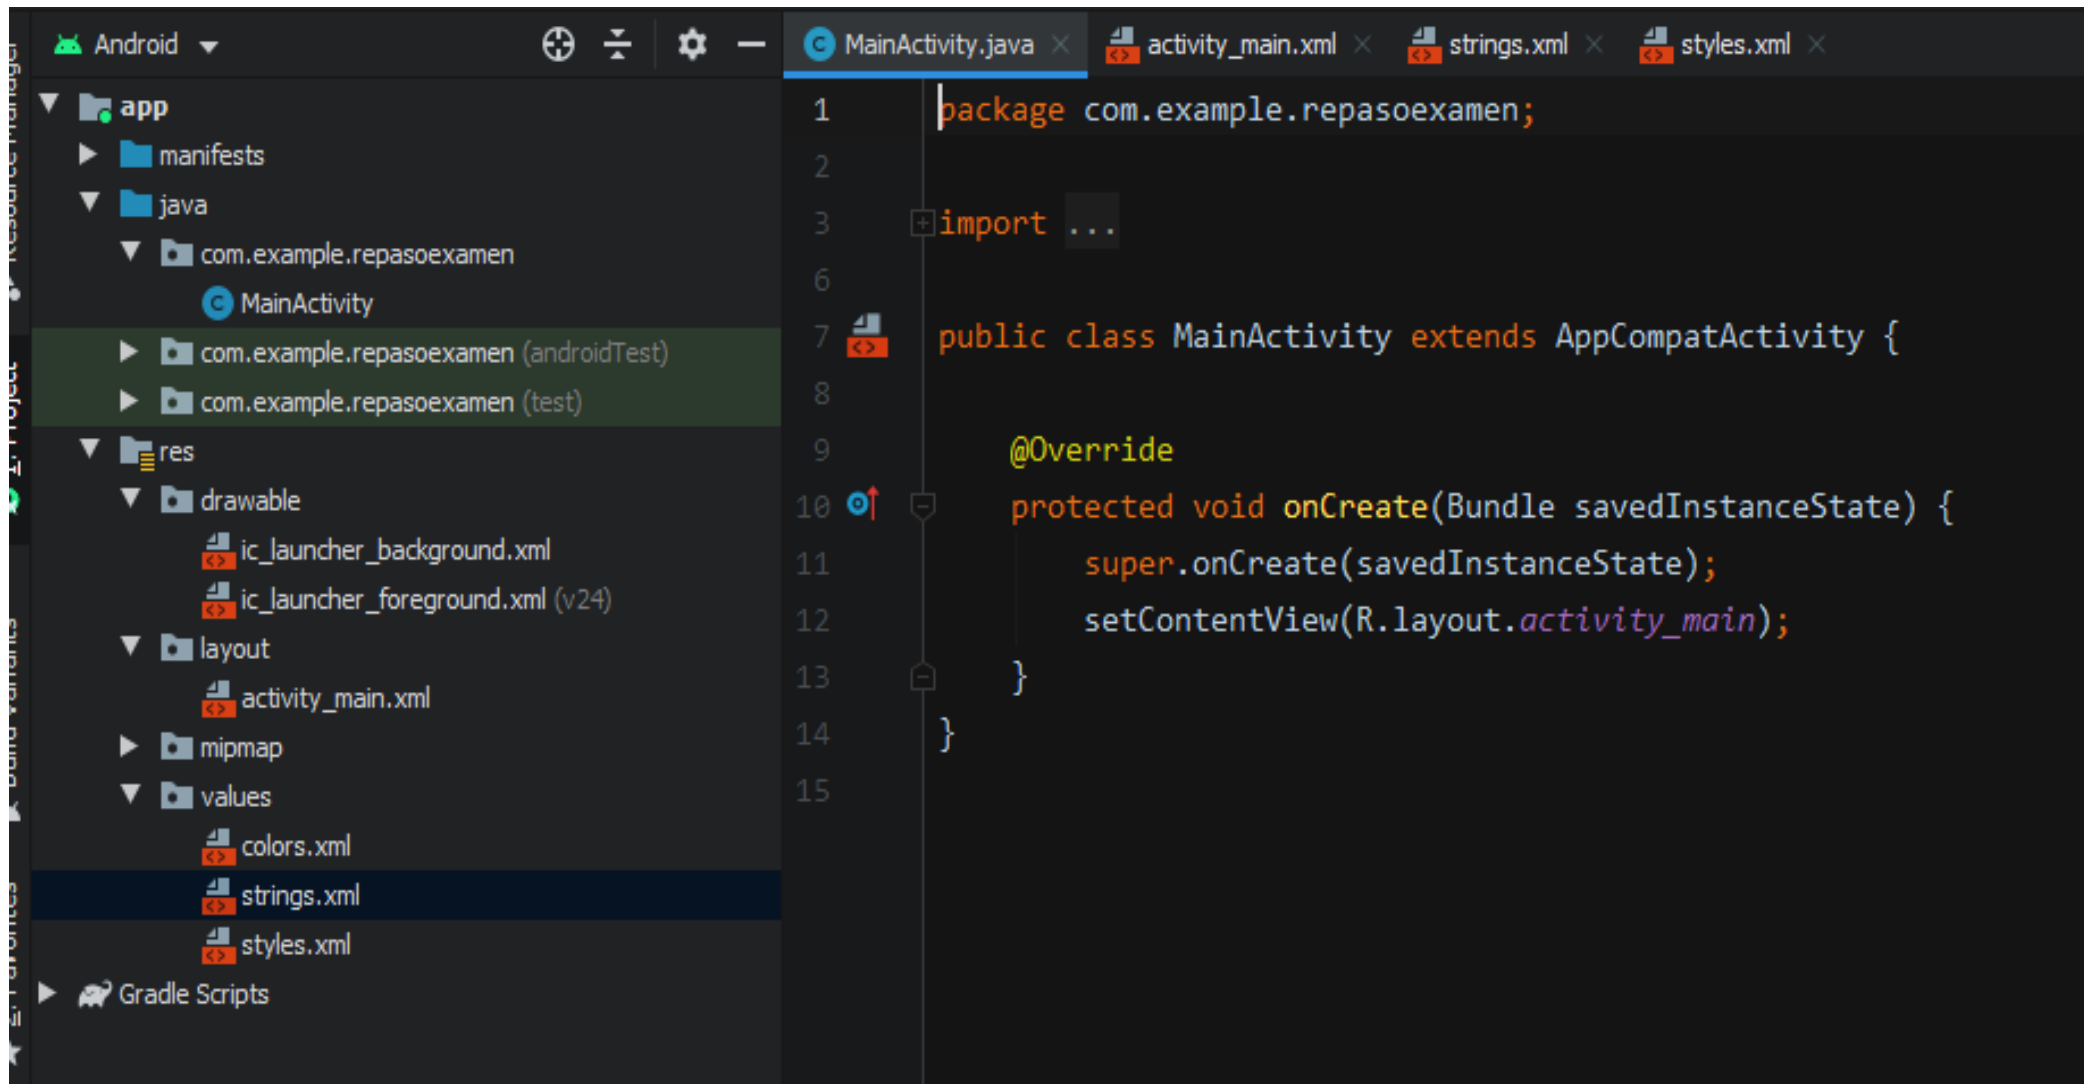 Android
app
manifests
java
com.example.repasoexamen
MainActivity
com.example.repasoexamen (androidTest)
com.example.repasoexamen (test)
res
drawable
ic_launcher_background.xml
ic_launcher_foreground.xml (v24)
layout
activity_main.xml
mipmap
values
colors.xml
strings.xml
styles.xml
Gradle Scripts
MainActivity.java activity_main.xml strings.xml styles.xml
1 package com.example.repasoexamen;
2
3 import ...
6
7 public class MainActivity extends AppCompatActivity {
8
9 @Override
10 protected void onCreate(Bundle savedInstanceState) {
11 super.onCreate(savedInstanceState);
12 setContentView(R.layout.activity_main);
13 }
14 }
15